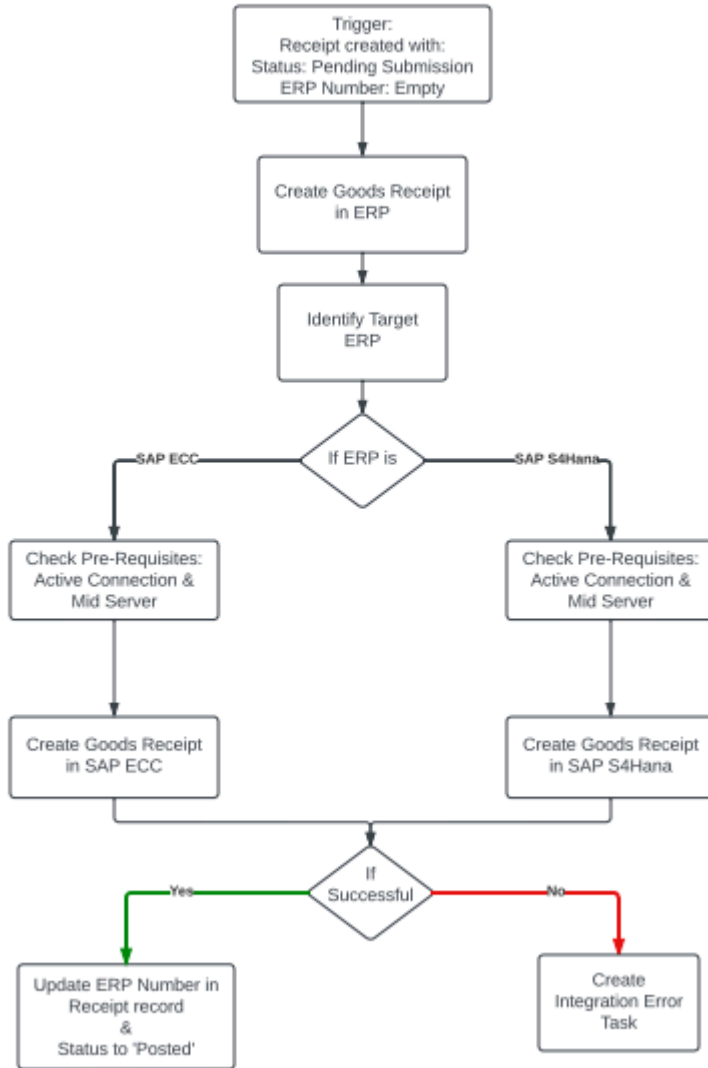 Trigger:
Receipt created with:
Status: Pending Submission
ERP Number: Empty
Create Goods Receipt
in ERP
Identify Target
ERP
If ERP is
SAP ECC
SAP S4Hana
Check Pre-Requisites:
Active Connection &
Mid Server
Check Pre-Requisites:
Active Connection &
Mid Server
Create Goods Receipt
in SAP ECC
Create Goods Receipt
in SAP S4Hana
If
Successful
Yes
No
Update ERP Number in
Receipt record
&
Status to 'Posted'
Create
Integration Error
Task